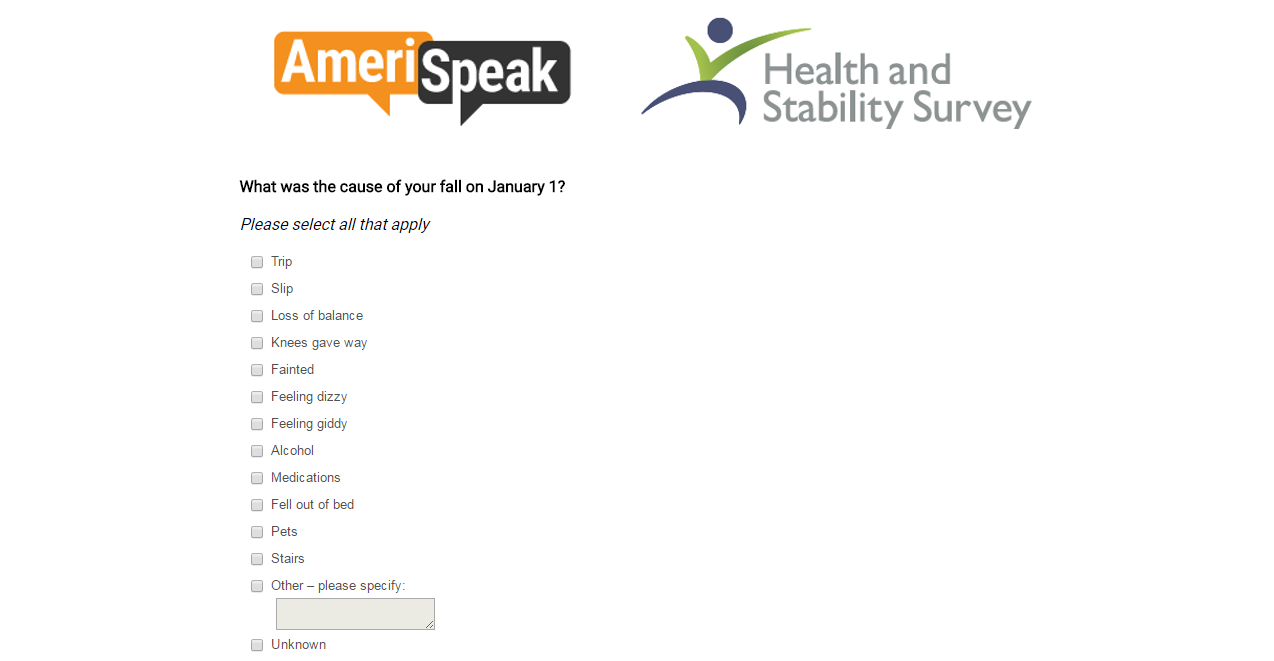 AmeriSpeak
Health and
Stability Survey
What was the cause of your fall on January 1?
Please select all that apply
Trip
Slip
Loss of balance
Knees gave way
Fainted
Feeling dizzy
Feeling giddy
Alcohol
Medications
Fell out of bed
Pets
Stairs
Other – please specify:
Unknown